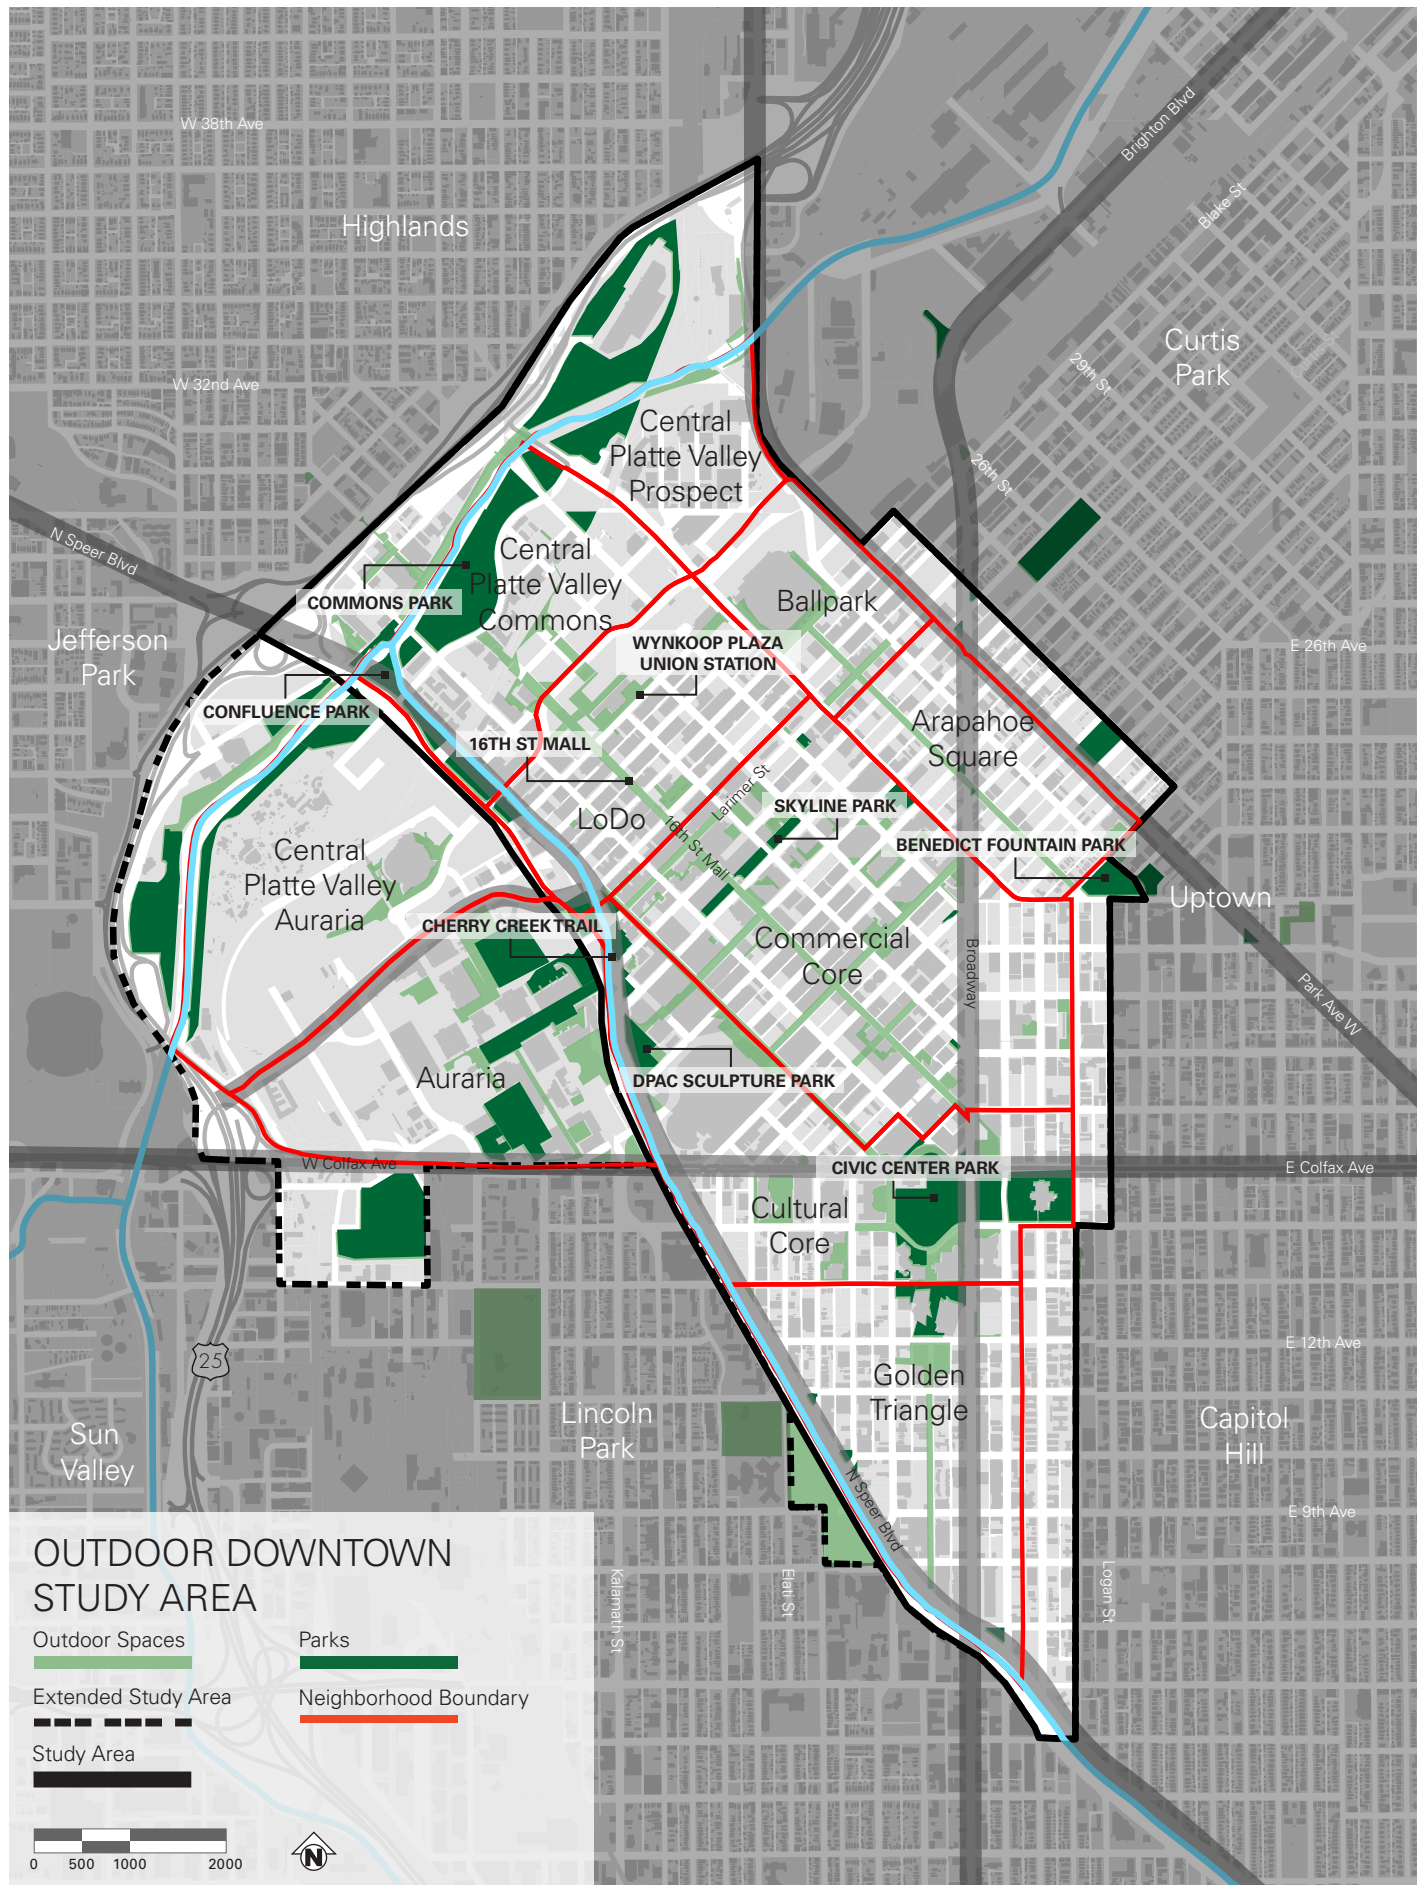 W 38th Ave
Brighton Blvd
Blake St
Highlands
Curtis
Park
29th St
W 32nd Ave
Central
Platte Valley
Prospect
26th St
N Speer Blvd
Central
Platte Valley
Commons
COMMONS PARK
Ballpark
Jefferson
Park
WYNKOOP PLAZA
UNION STATION
E 26th Ave
CONFLUENCE PARK
Arapahoe
Square
16TH ST MALL
Larimer St
SKYLINE PARK
LoDo
16th St Mall
BENEDICT FOUNTAIN PARK
Central
Platte Valley
Auraria
Uptown
CHERRY CREEK TRAIL
Commercial
Core
Broadway
Park Ave W
Auraria
DPAC SCULPTURE PARK
W Colfax Ave
CIVIC CENTER PARK
E Colfax Ave
Cultural
Core
25
E 12th Ave
Golden
Triangle
Lincoln
Park
Capitol
Hill
Sun
Valley
N Speer Blvd
E 9th Ave
Kalamath St
Elati St
Logan St
OUTDOOR DOWNTOWN
STUDY AREA
Outdoor Spaces
Parks
Extended Study Area
Neighborhood Boundary
Study Area
0 500 1000 2000
N